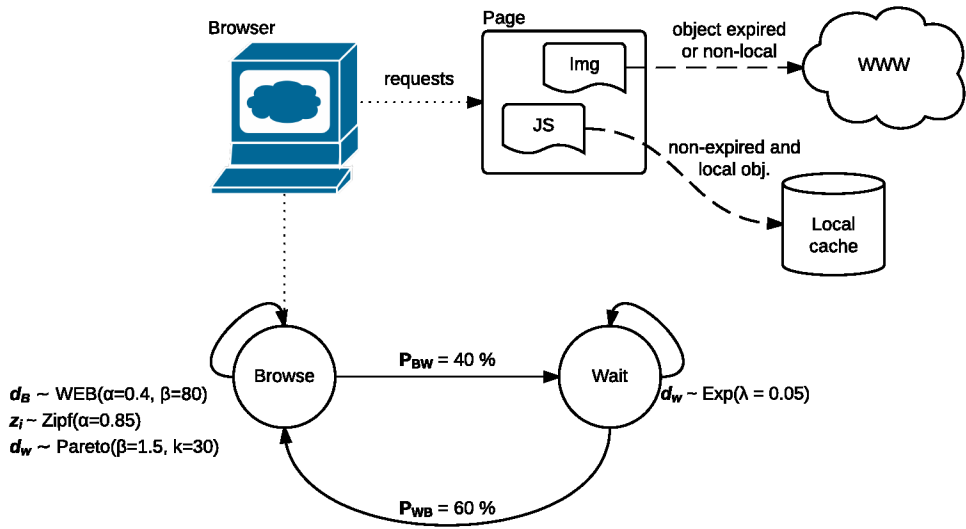 Browser
Page
requests
Img
JS
object expired
or non-local
WWW
non-expired and
local obj.
Local
cache
Browse
P_BW = 40 %
Wait
d_B ~ WEB(α=0.4, β=80)
z_i ~ Zipf(α=0.85)
d_w ~ Pareto(β=1.5, k=30)
d_w ~ Exp(λ = 0.05)
P_WB = 60 %